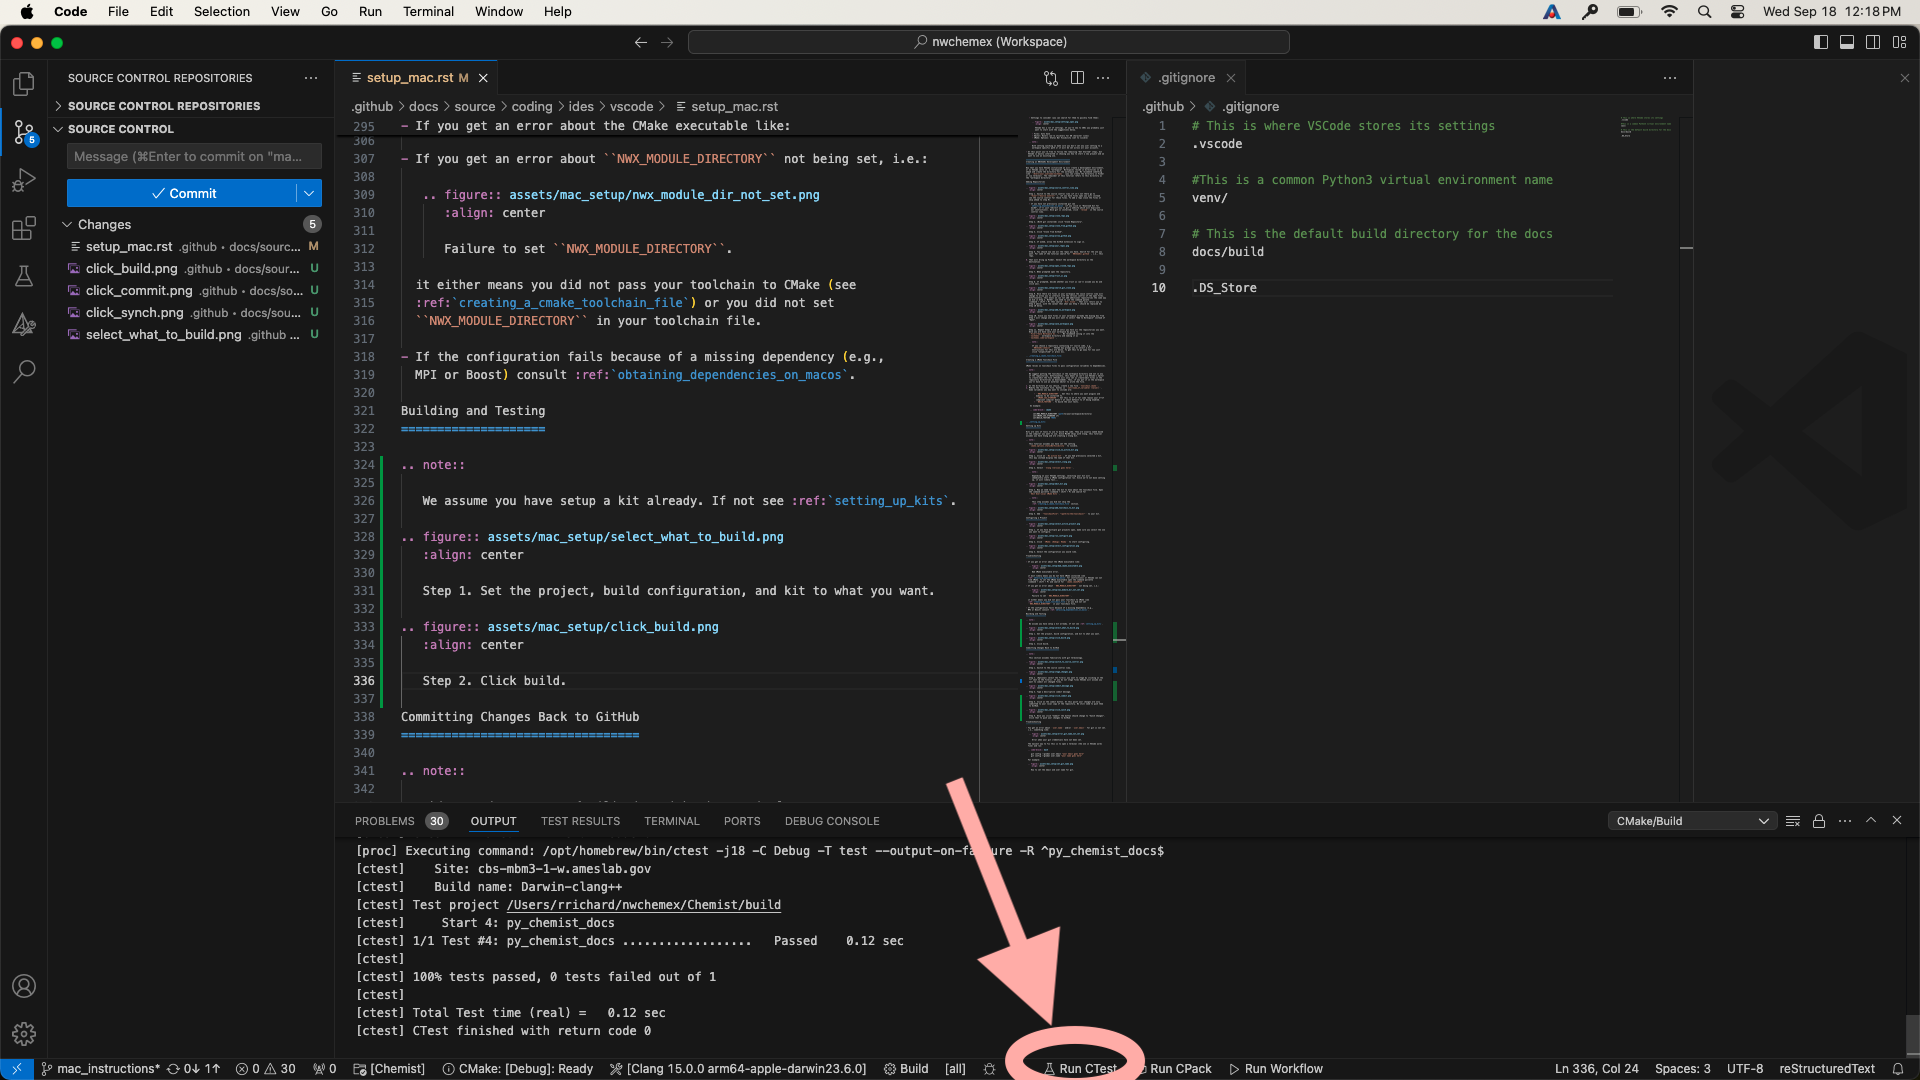 Code File Edit Selection View Go Run Terminal Window Help Wed Sep 18 12:18 PM
nwchemex (Workspace)
SOURCE CONTROL REPOSITORIES
SOURCE CONTROL REPOSITORIES
SOURCE CONTROL
Message (⌘Enter to commit on "ma...
Commit
Changes 5
setup_mac.rst .github • docs/sourc... M
click_build.png .github • docs/sour... U
click_commit.png .github • docs/so... U
click_synch.png .github • docs/sou... U
select_what_to_build.png .github ... U
5
setup_mac.rst M
.github > docs > source > coding > ides > vscode > setup_mac.rst
295 - If you get an error about the CMake executable like:
306
307 - If you get an error about ``NWX_MODULE_DIRECTORY`` not being set, i.e.:
308
309 .. figure:: assets/mac_setup/nwx_module_dir_not_set.png
310 :align: center
311
312 Failure to set ``NWX_MODULE_DIRECTORY``.
313
314 it either means you did not pass your toolchain to CMake (see
315 :ref:`creating_a_cmake_toolchain_file`) or you did not set
316 ``NWX_MODULE_DIRECTORY`` in your toolchain file.
317
318 - If the configuration fails because of a missing dependency (e.g.,
319 MPI or Boost) consult :ref:`obtaining_dependencies_on_macos`.
320
321 Building and Testing
322 ====================
323
324 .. note::
325
326 We assume you have setup a kit already. If not see :ref:`setting_up_kits`.
327
328 .. figure:: assets/mac_setup/select_what_to_build.png
329 :align: center
330
331 Step 1. Set the project, build configuration, and kit to what you want.
332
333 .. figure:: assets/mac_setup/click_build.png
334 :align: center
335
336 Step 2. Click build.
337
338 Committing Changes Back to GitHub
339 =================================
340
341 .. note::
342
.gitignore
.github > .gitignore
1 # This is where VSCode stores its settings
2 .vscode
3
4 #This is a common Python3 virtual environment name
5 venv/
6
7 # This is the default build directory for the docs
8 docs/build
9
10 .DS_Store
PROBLEMS 30 OUTPUT TEST RESULTS TERMINAL PORTS DEBUG CONSOLE CMake/Build
[proc] Executing command: /opt/homebrew/bin/ctest -j18 -C Debug -T test --output-on-fa ure -R ^py_chemist_docs$
[ctest] Site: cbs-mbm3-1-w.ameslab.gov
[ctest] Build name: Darwin-clang++
[ctest] Test project /Users/rrichard/nwchemex/Chemist/build
[ctest] Start 4: py_chemist_docs
[ctest] 1/1 Test #4: py_chemist_docs .................. Passed 0.12 sec
[ctest]
[ctest] 100% tests passed, 0 tests failed out of 1
[ctest]
[ctest] Total Test time (real) = 0.12 sec
[ctest] CTest finished with return code 0
mac_instructions* 0↓ 1↑ 0 30 0 [Chemist] CMake: [Debug]: Ready [Clang 15.0.0 arm64-apple-darwin23.6.0] Build [all] Run CTest Run CPack Run Workflow Ln 336, Col 24 Spaces: 3 UTF-8 reStructuredText